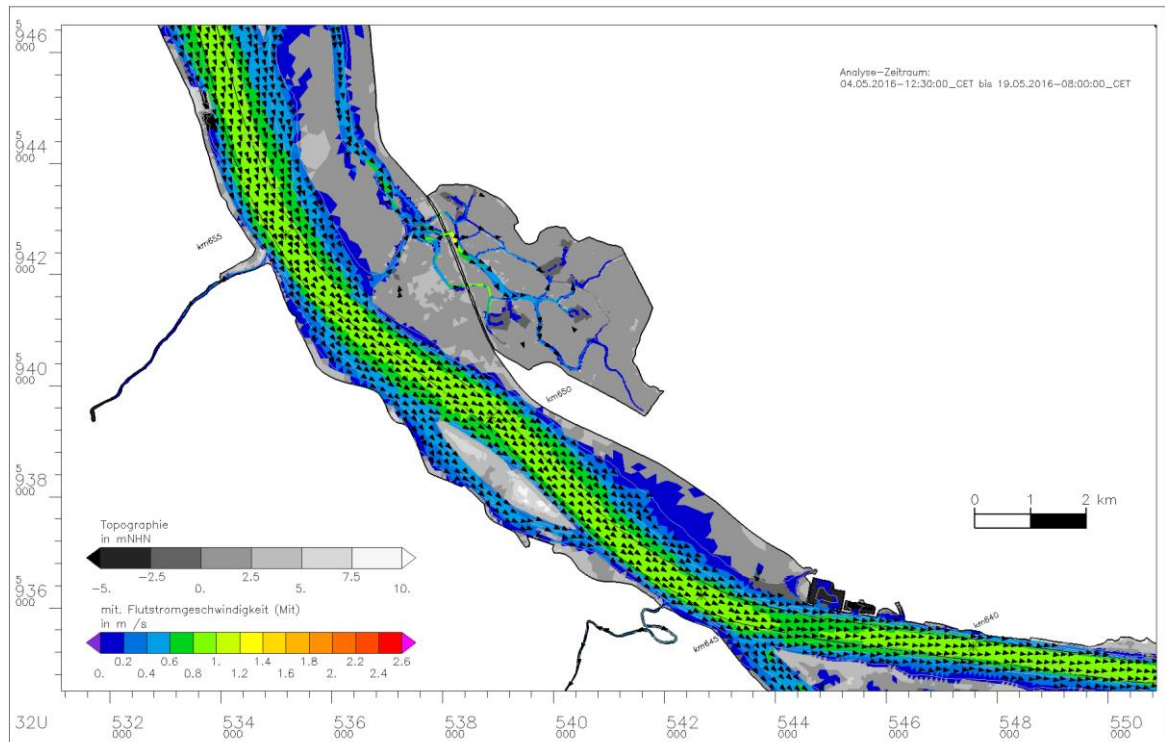 5
946
000
Analyse-Zeitraum:
04.05.2016-12:30:00_CET bis 19.05.2016-08:00:00_CET
5
944
000
km655
5
942
000
5
940
000
km650
5
938
000
0 1 2 km
Topographie
in mNHN
-5. -2.5 0. 2.5 5. 7.5 10.
5
936
000
mit. Flutstromgeschwindigkeit (Mit)
in m /s
0.2 0.6 1. 1.4 1.8 2.2 2.6
0. 0.4 0.8 1.2 1.6 2. 2.4
km645
km640
32U 532 534 536 538 540 542 544 546 548 550
000 000 000 000 000 000 000 000 000 000